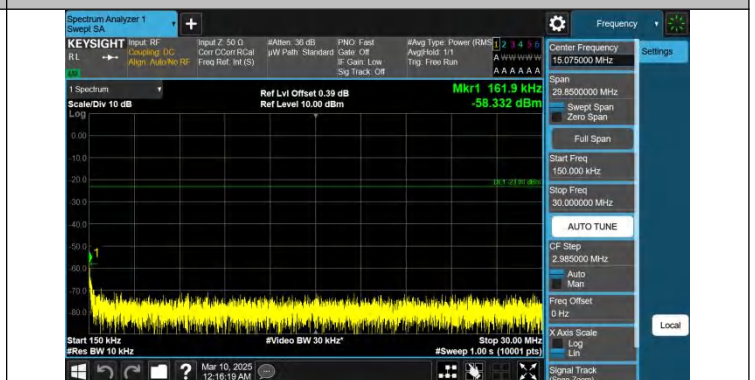 Spectrum Analyzer 1
Swept SA
+
Frequency
KEYSIGHT
RL
Input: RF
Coupling: DC
Align: Auto/No RF
Input Z: 50 Ω
Corr CCorr RCal
Freq Ref: Int (S)
#Atten: 36 dB
µW Path: Standard
PNO: Fast
Gate: Off
IF Gain: Low
Sig Track: Off
#Avg Type: Power (RMS)
Avg|Hold: 1/1
Trig: Free Run
1 2 3 4 5 6
A W W W W W
A A A A A A
1 Spectrum
Scale/Div 10 dB
Log
Ref Lvl Offset 0.39 dB
Ref Level 10.00 dBm
Mkr1 161.9 kHz
-58.332 dBm
0.00
-10.0
-20.0
-30.0
-40.0
-50.0
-60.0
-70.0
-80.0
1
Start 150 kHz
#Res BW 10 kHz
#Video BW 30 kHz*
Stop 30.00 MHz
#Sweep 1.00 s (10001 pts)
Center Frequency
15.075000 MHz
Settings
Span
29.8500000 MHz
Swept Span
Zero Span
Full Span
Start Freq
150.000 kHz
Stop Freq
30.000000 MHz
AUTO TUNE
CF Step
2.985000 MHz
Auto
Man
Freq Offset
0 Hz
X Axis Scale
Log
Lin
Local
Signal Track
(Span Zoom)
?
Mar 10, 2025
12:16:19 AM